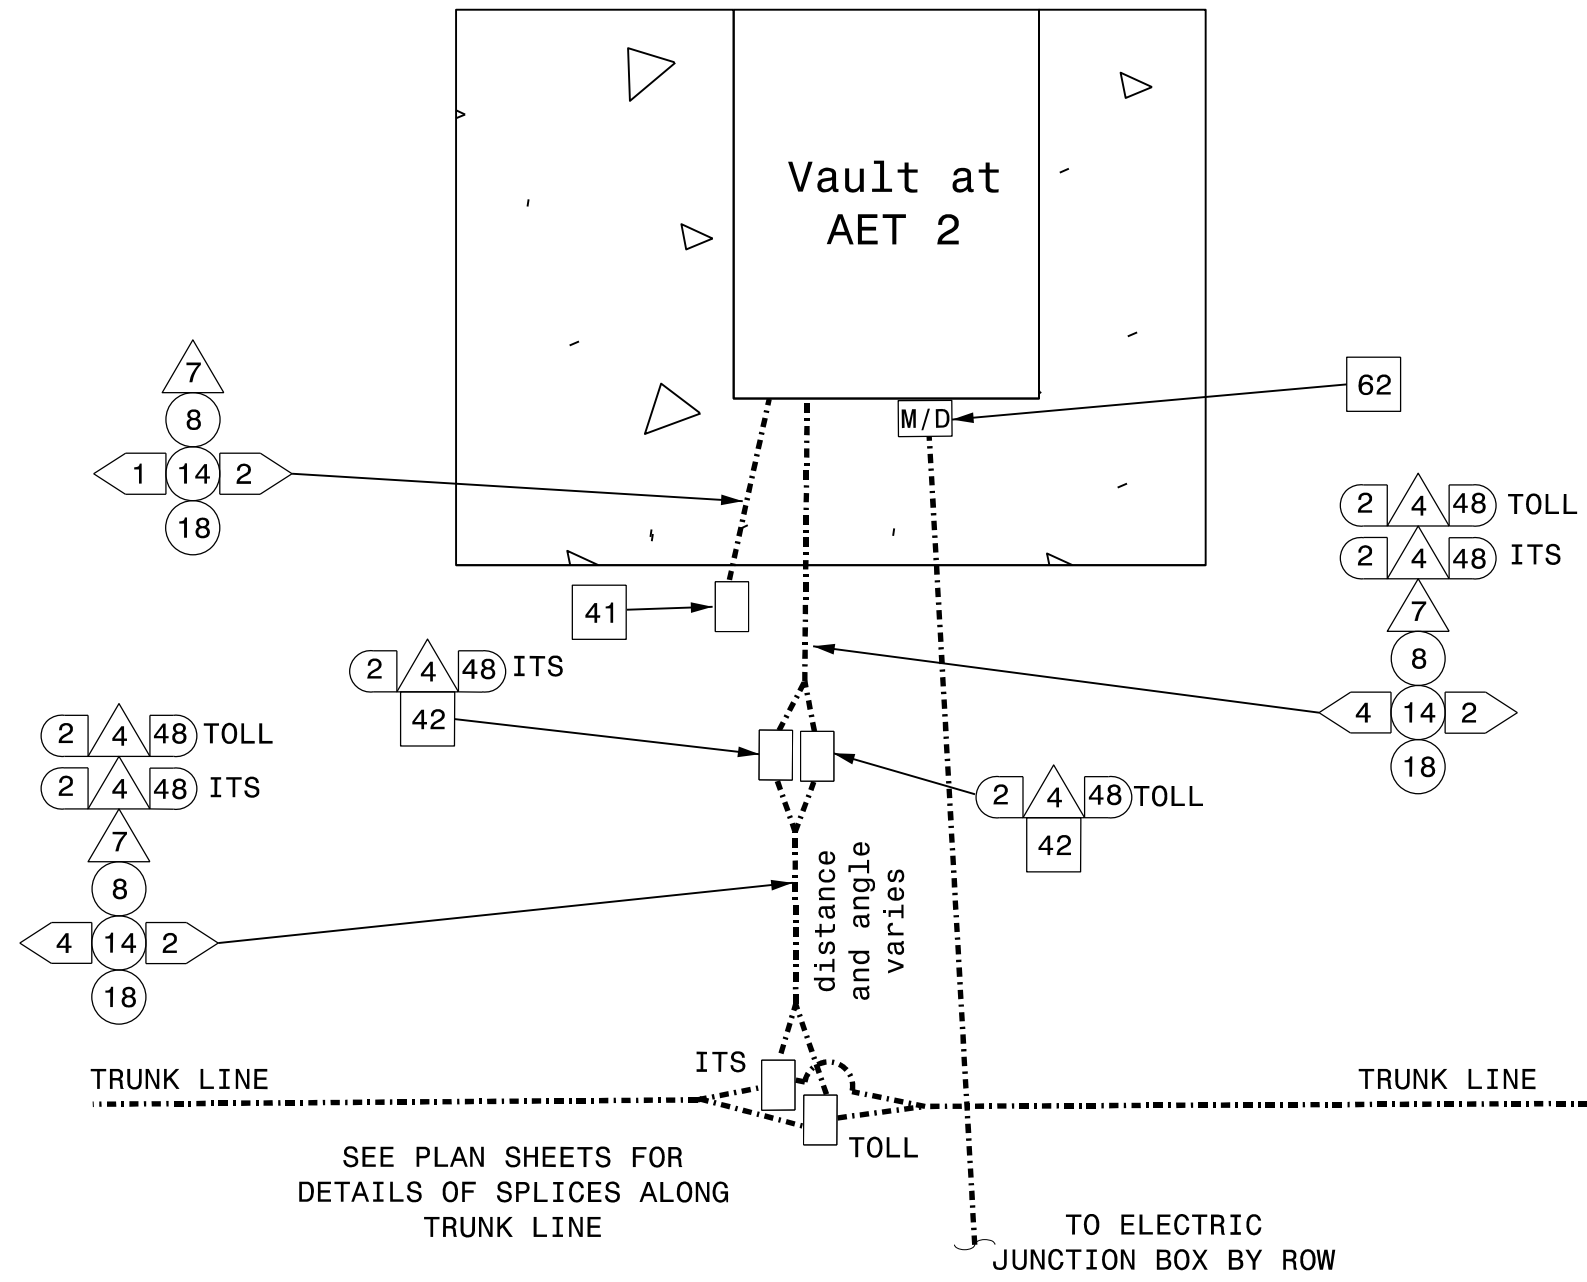 Vault at
AET 2
7
8
1 14 2
18
M/D
62
2 4 48 TOLL
2 4 48 ITS
7
8
4 14 2
18
41
2 4 48 ITS
42
2 4 48 TOLL
2 4 48 ITS
7
8
4 14 2
18
2 4 48 TOLL
42
distance
and angle
varies
ITS
TRUNK LINE
TRUNK LINE
TOLL
SEE PLAN SHEETS FOR
DETAILS OF SPLICES ALONG
TRUNK LINE
TO ELECTRIC
JUNCTION BOX BY ROW